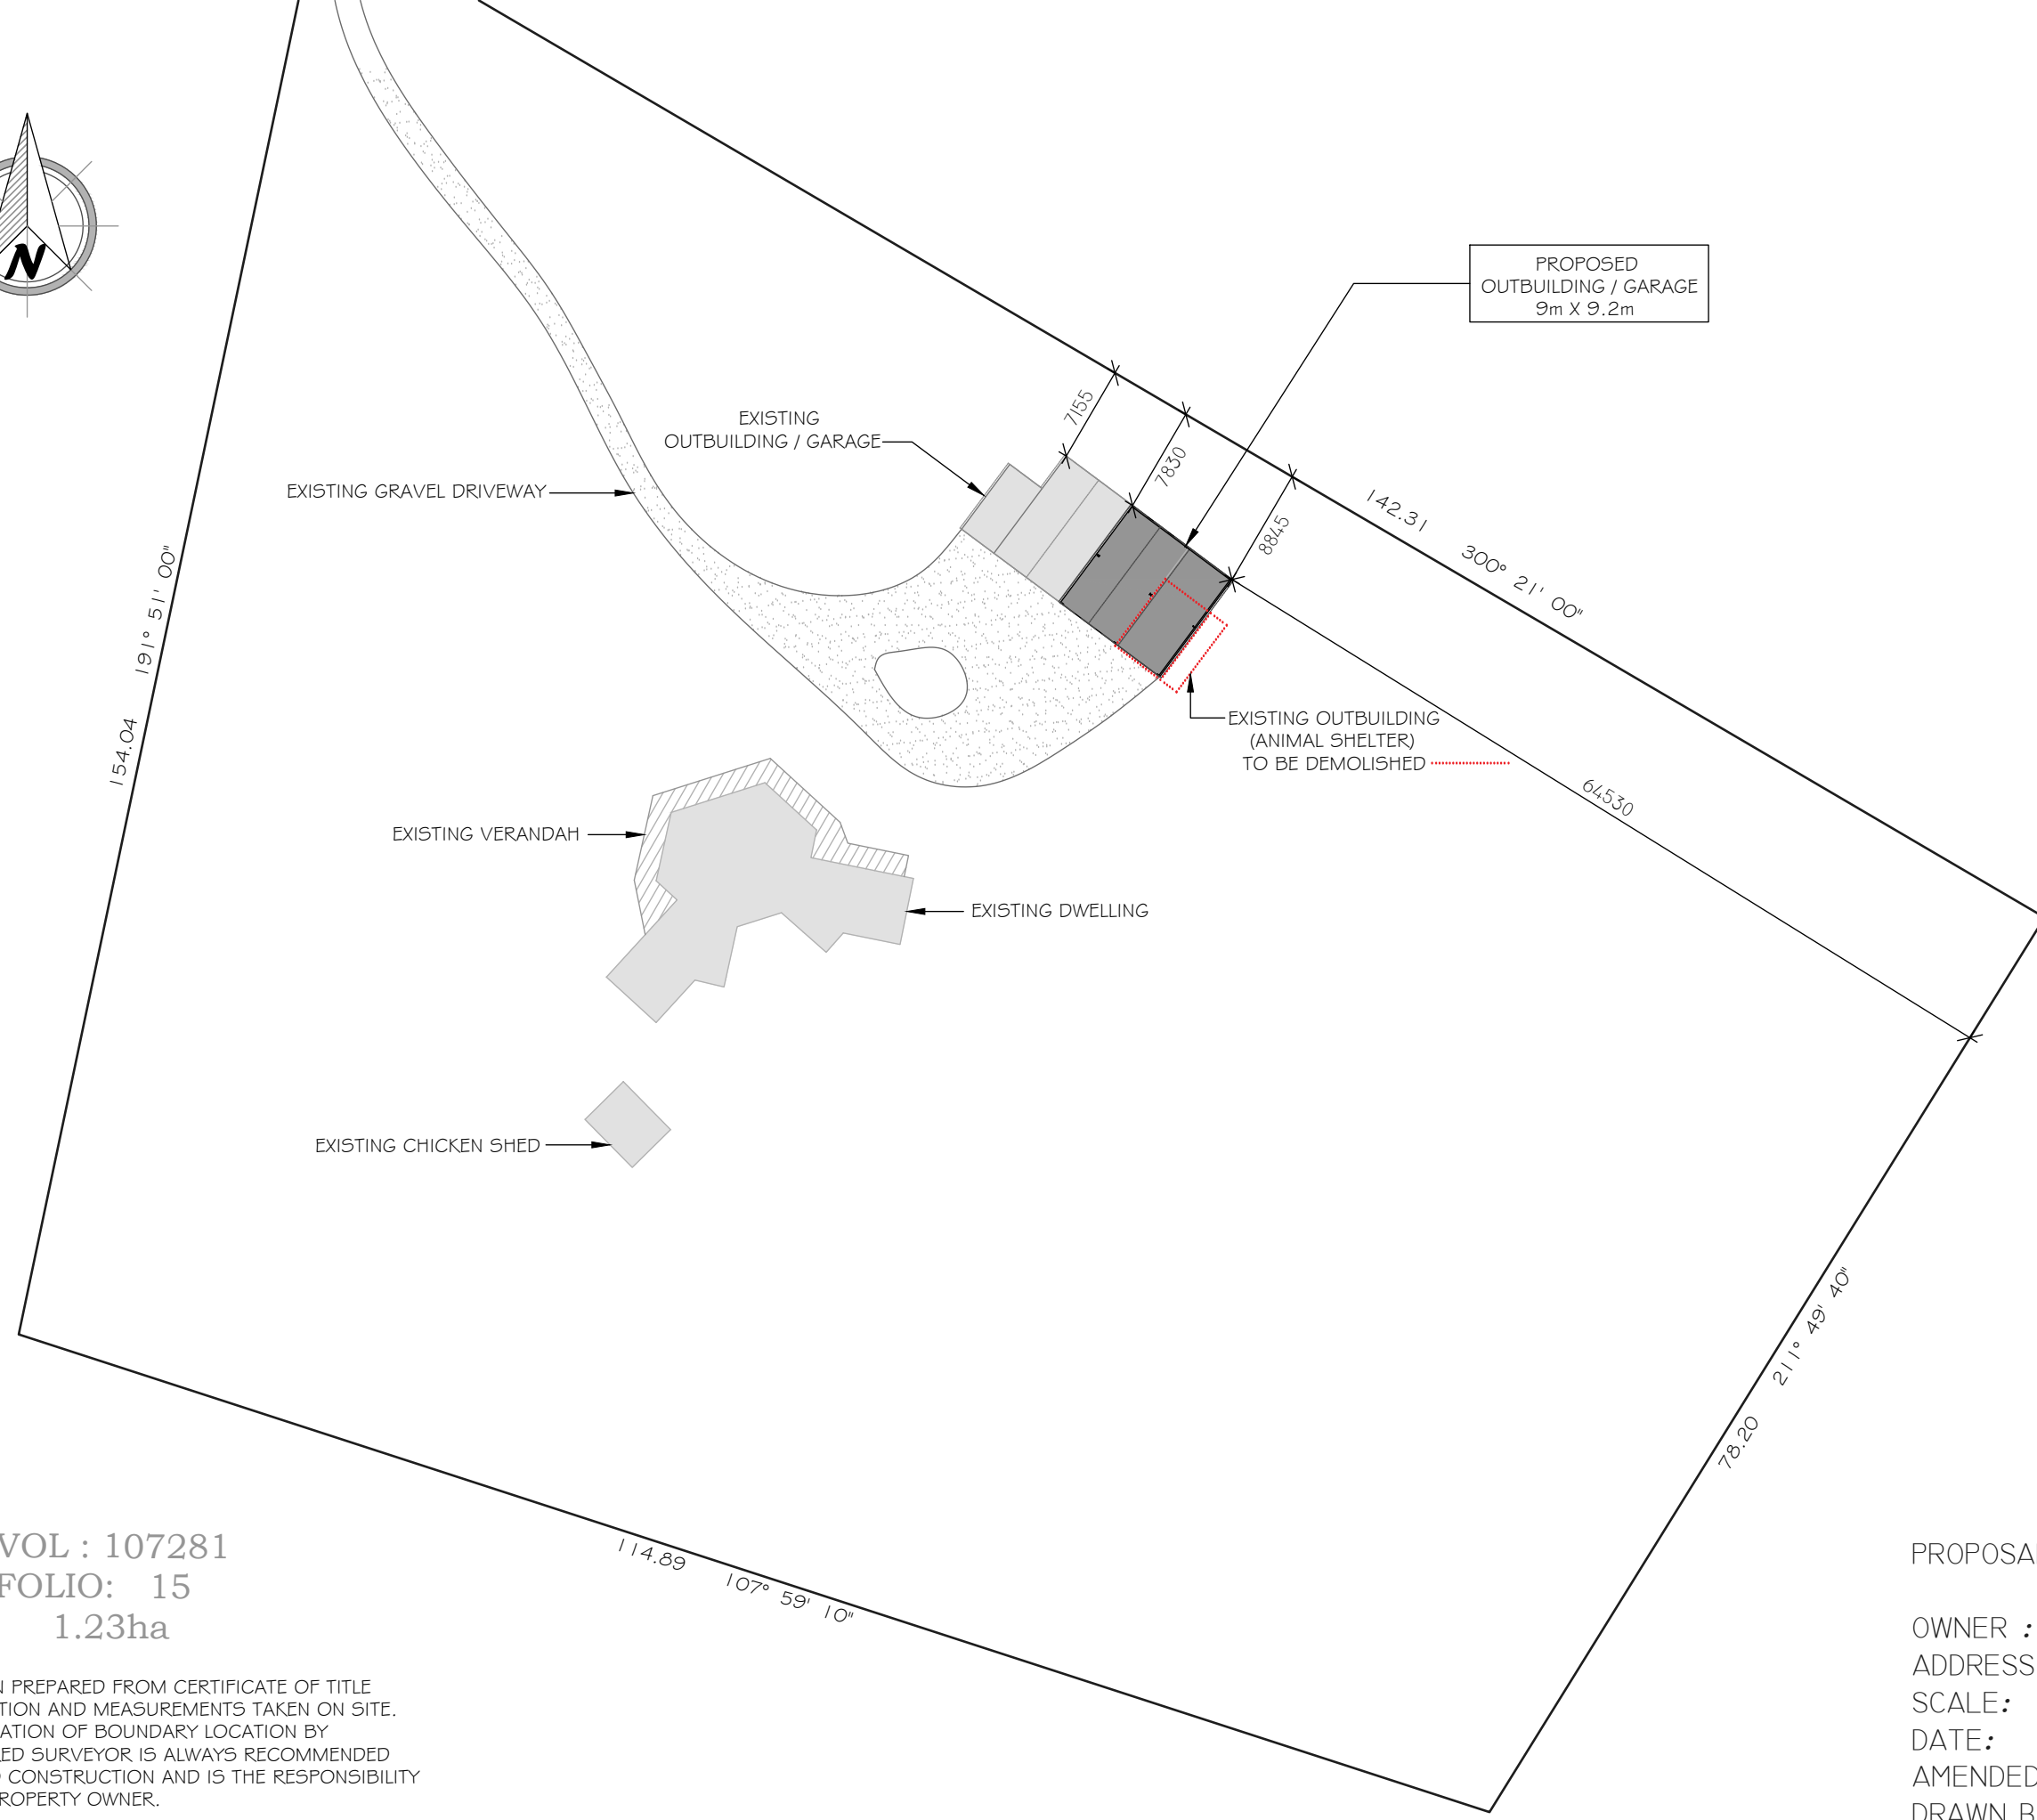 N
PROPOSED
OUTBUILDING / GARAGE
9m X 9.2m
7155
7830
8845
EXISTING
OUTBUILDING / GARAGE
EXISTING GRAVEL DRIVEWAY
142.31 300° 21' 00"
154.04 191° 51' 00"
EXISTING OUTBUILDING
(ANIMAL SHELTER)
TO BE DEMOLISHED
64530
EXISTING VERANDAH
EXISTING DWELLING
EXISTING CHICKEN SHED
78.20 211° 49' 40"
114.89 107° 59' 10"
VOL : 107281
FOLIO: 15
1.23ha
PREPARED FROM CERTIFICATE OF TITLE
AND MEASUREMENTS TAKEN ON SITE.
OF BOUNDARY LOCATION BY
SURVEYOR IS ALWAYS RECOMMENDED
CONSTRUCTION AND IS THE RESPONSIBILITY
PROPERTY OWNER.
PROPOSA
OWNER :
ADDRESS
SCALE:
DATE:
AMENDED
DRAWN B